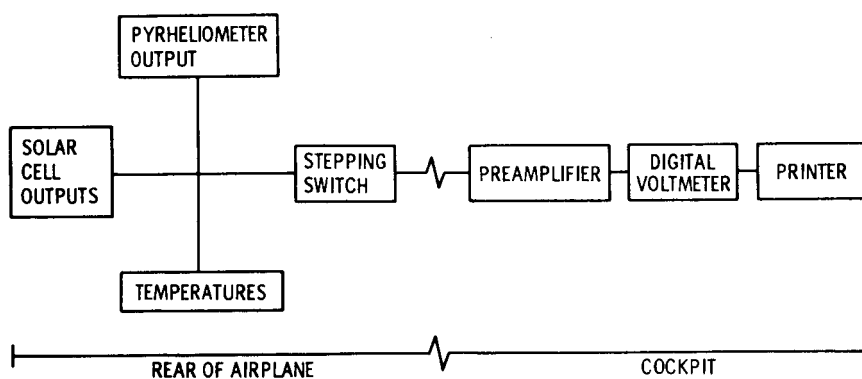 PYRHELIOMETER
OUTPUT
SOLAR
CELL
OUTPUTS
STEPPING
SWITCH
PREAMPLIFIER
DIGITAL
VOLTMETER
PRINTER
TEMPERATURES
REAR OF AIRPLANE
COCKPIT